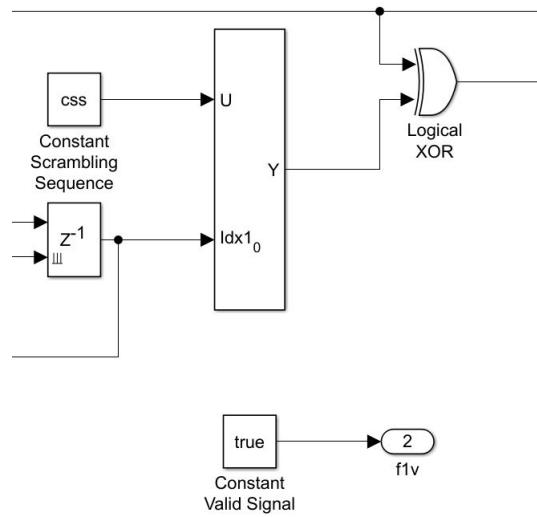 css
Constant
Scrambling
Sequence
U
Y
Idx1₀
Z⁻¹
Logical
XOR
true
Constant
Valid Signal
2
f1v